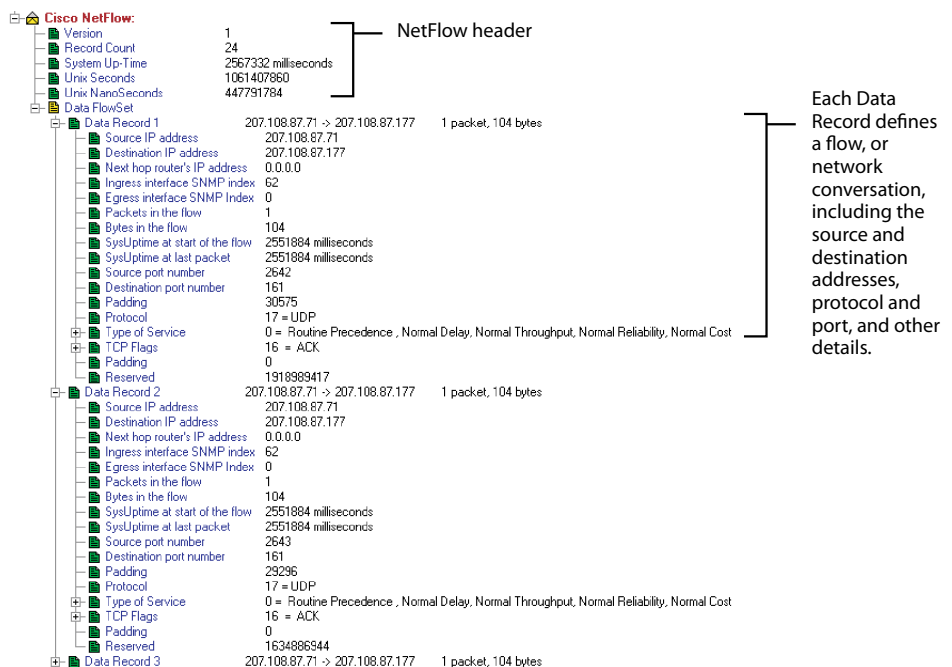 Cisco NetFlow:
Version 1
Record Count 24
System Up-Time 2567332 milliseconds
Unix Seconds 1061407860
Unix NanoSeconds 447791784
NetFlow header
Data FlowSet
Data Record 1 207.108.87.71 -> 207.108.87.177 1 packet, 104 bytes
Source IP address 207.108.87.71
Destination IP address 207.108.87.177
Next hop router's IP address 0.0.0.0
Ingress interface SNMP index 62
Egress interface SNMP Index 0
Packets in the flow 1
Bytes in the flow 104
SysUptime at start of the flow 2551884 milliseconds
SysUptime at last packet 2551884 milliseconds
Source port number 2642
Destination port number 161
Padding 30575
Protocol 17 = UDP
Type of Service 0 = Routine Precedence , Normal Delay, Normal Throughput, Normal Reliability, Normal Cost
TCP Flags 16 = ACK
Padding 0
Reserved 1918989417
Each Data
Record defines
a flow, or
network
conversation,
including the
source and
destination
addresses,
protocol and
port, and other
details.
Data Record 2 207.108.87.71 -> 207.108.87.177 1 packet, 104 bytes
Source IP address 207.108.87.71
Destination IP address 207.108.87.177
Next hop router's IP address 0.0.0.0
Ingress interface SNMP index 62
Egress interface SNMP Index 0
Packets in the flow 1
Bytes in the flow 104
SysUptime at start of the flow 2551884 milliseconds
SysUptime at last packet 2551884 milliseconds
Source port number 2643
Destination port number 161
Padding 29296
Protocol 17 = UDP
Type of Service 0 = Routine Precedence , Normal Delay, Normal Throughput, Normal Reliability, Normal Cost
TCP Flags 16 = ACK
Padding 0
Reserved 1634886944
Data Record 3 207.108.87.71 -> 207.108.87.177 1 packet, 104 bytes